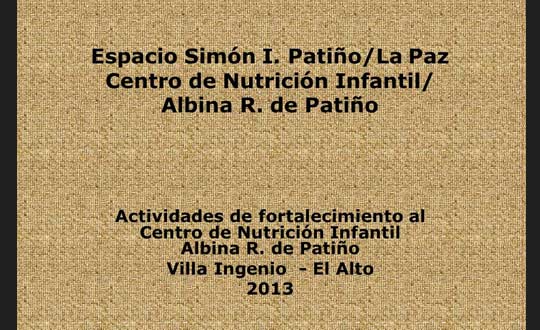 Espacio Simón I. Patiño/La Paz
Centro de Nutrición Infantil/
Albina R. de Patiño
Actividades de fortalecimiento al
Centro de Nutrición Infantil
Albina R. de Patiño
Villa Ingenio - El Alto
2013